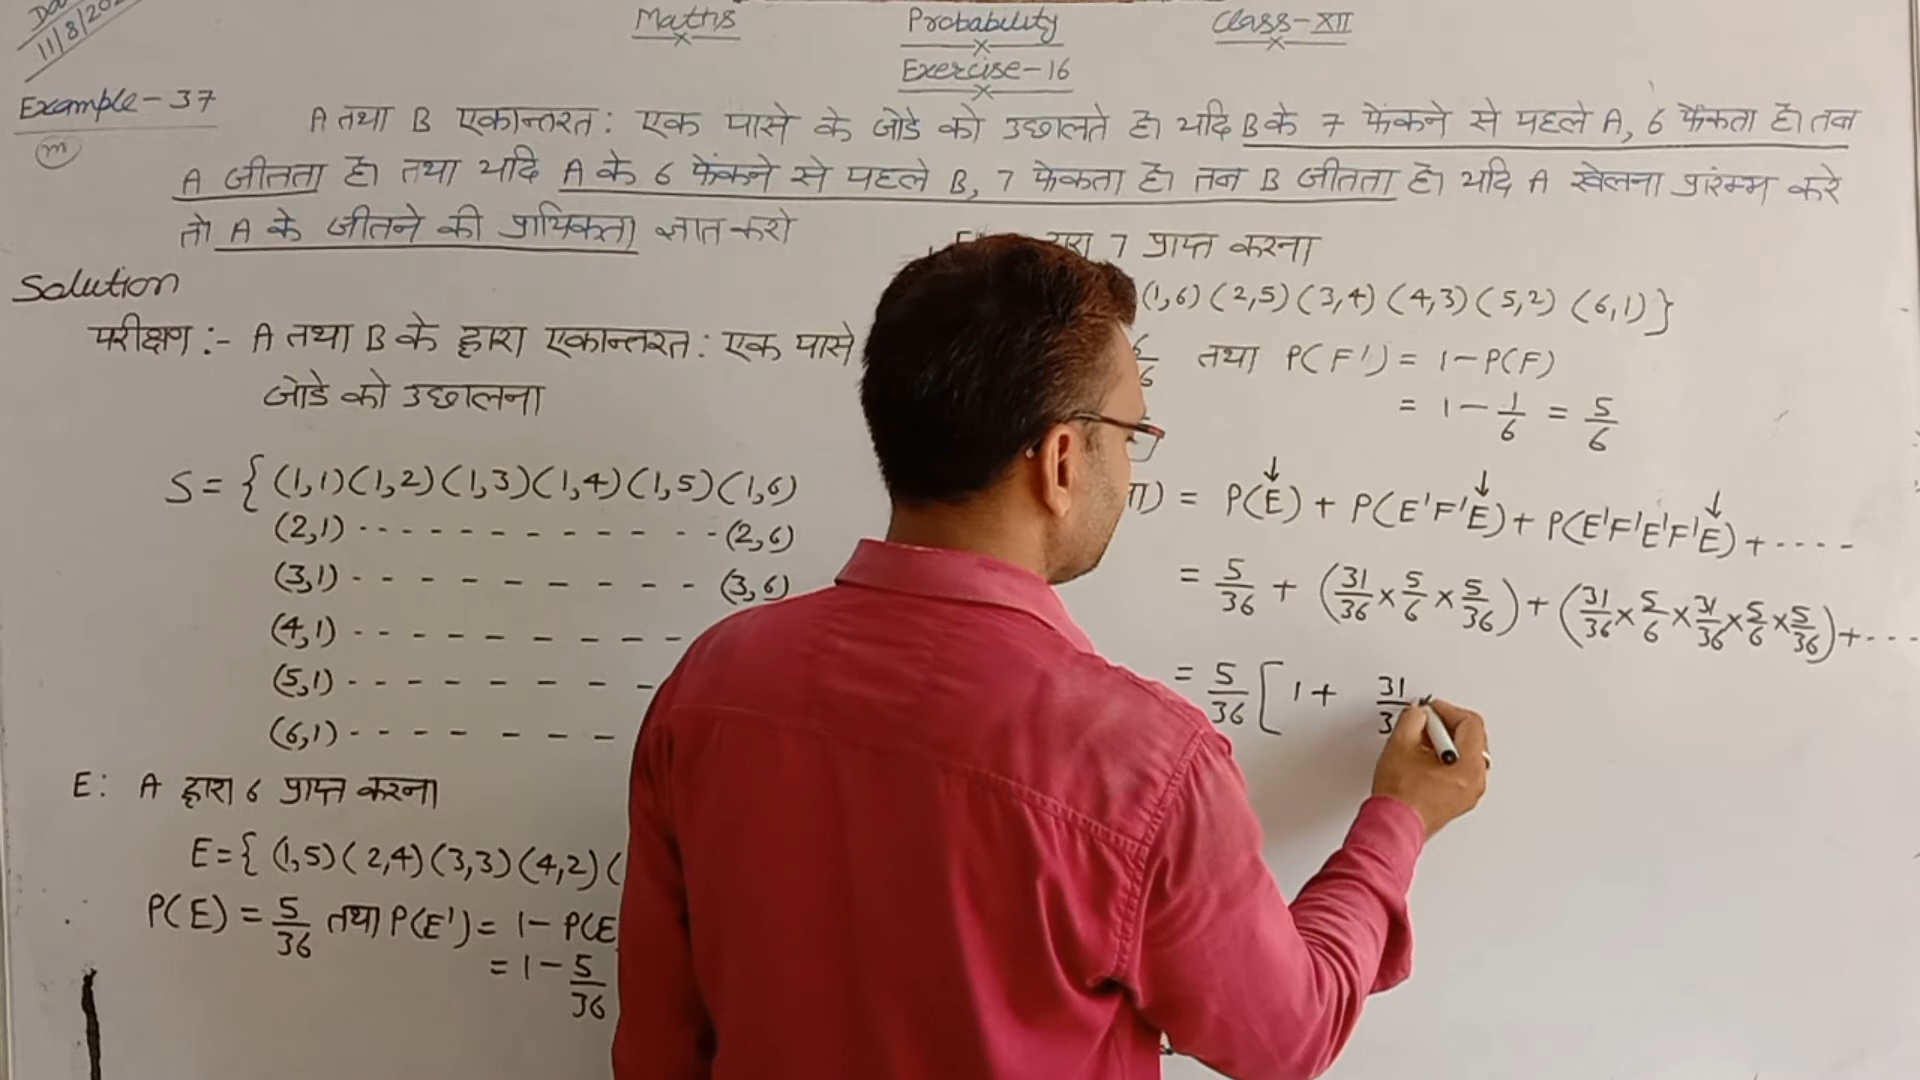 11/8/202
Maths Probability Class-XII
Exercise-16
Example-37
m
A तथा B एकान्तरत: एक पासे के जोडे को उछालते है। यदि B के 7 फेंकने से पहले A, 6 फेंकता है। तब
A जीतता है। तथा यदि A के 6 फेंकने से पहले B, 7 फेकता है। तब B जीतता है। यदि A खेलना प्रारंम्भ करे
तो A के जीतने की प्रायिकता ज्ञात करो
Solution
परीक्षण :- A तथा B के द्वारा एकान्तरत: एक पासे
जोडे को उछालना
S = { (1,1) (1,2) (1,3) (1,4) (1,5) (1,6)
(2,1) - - - - - - - - - - - (2,6)
(3,1) - - - - - - - - - - (3,6)
(4,1) - - - - - - - - -
(5,1) - - - - - - - -
(6,1) - - - - - - -
E: A द्वारा 6 प्राप्त करना
E = { (1,5) (2,4) (3,3) (4,2) (
P(E) = 5/36 तथा P(E') = 1 - P(E
= 1 - 5/36
7 प्राप्त करना
(1,6) (2,5) (3,4) (4,3) (5,2) (6,1) }
तथा P(F') = 1 - P(F)
= 1 - 1/6 = 5/6
) = P(E) + P(E'F'E) + P(E'F'E'F'E) + ----
= 5/36 + (31/36 × 5/6 × 5/36) + (31/36 × 5/6 × 31/36 × 5/6 × 5/36) + ----
= 5/36 [ 1 + 31/3